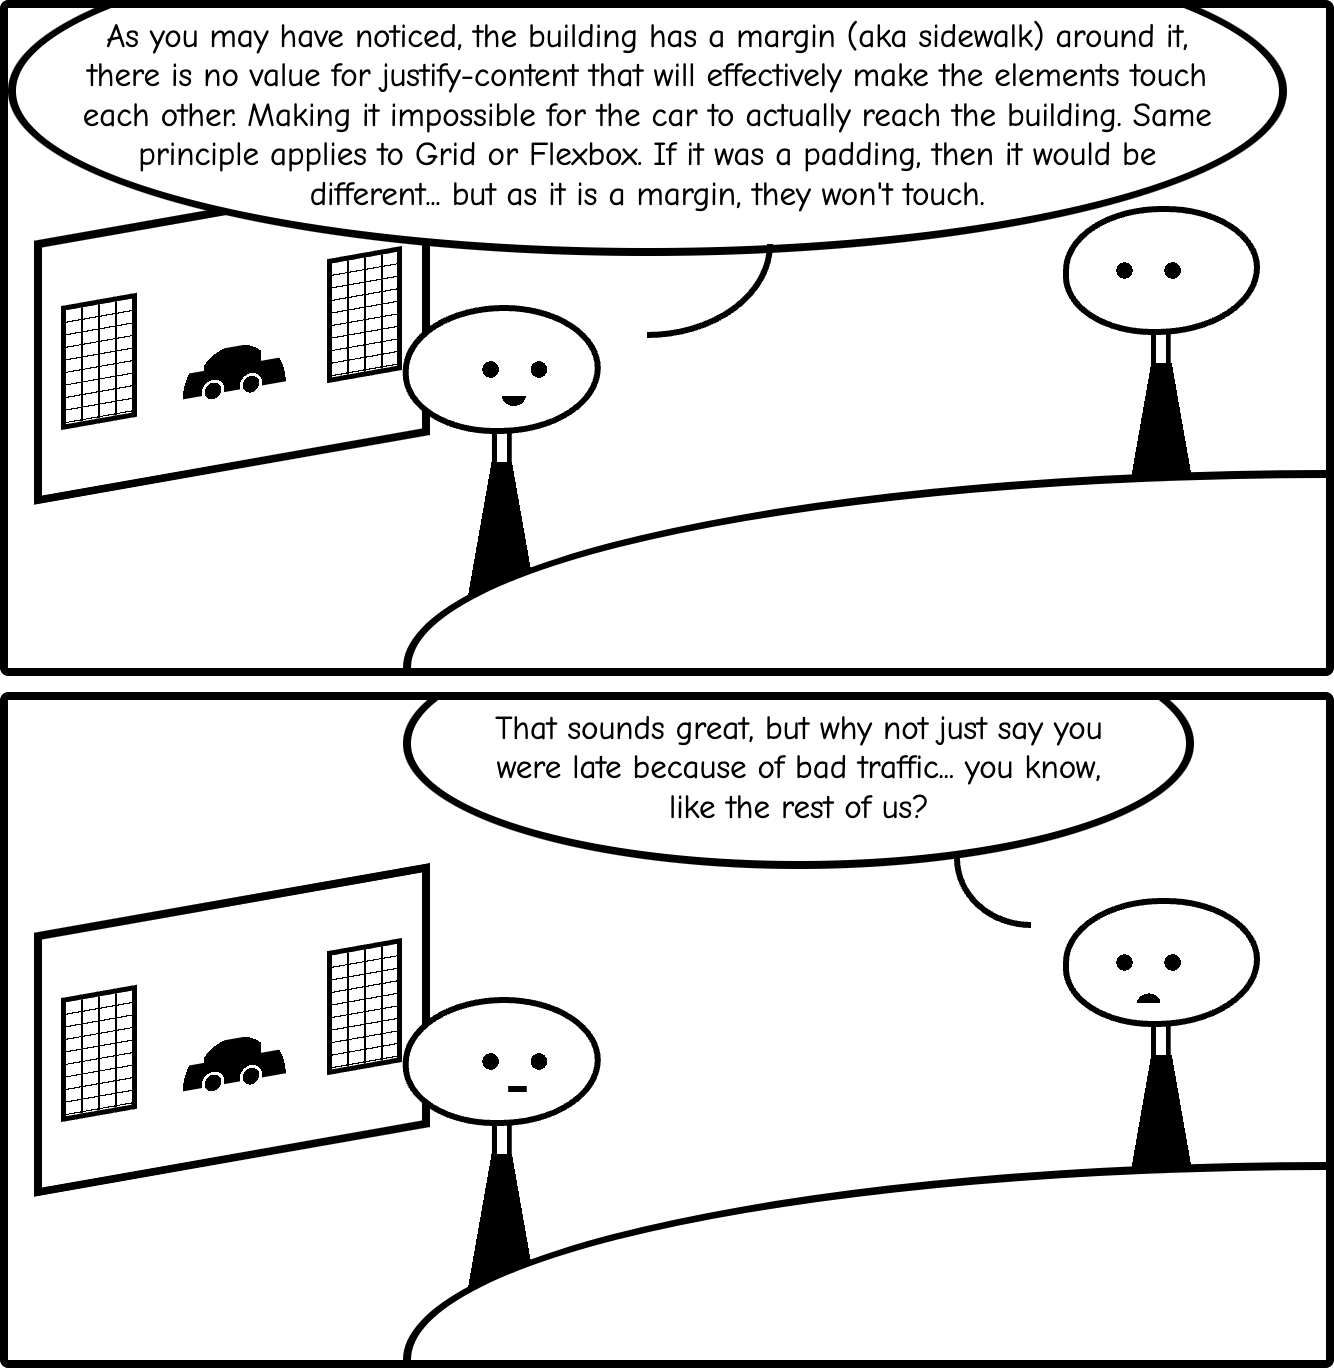 As you may have noticed, the building has a margin (aka sidewalk) around it,
there is no value for justify-content that will effectively make the elements touch
each other. Making it impossible for the car to actually reach the building. Same
principle applies to Grid or Flexbox. If it was a padding, then it would be
different... but as it is a margin, they won't touch.
That sounds great, but why not just say you
were late because of bad traffic... you know,
like the rest of us?